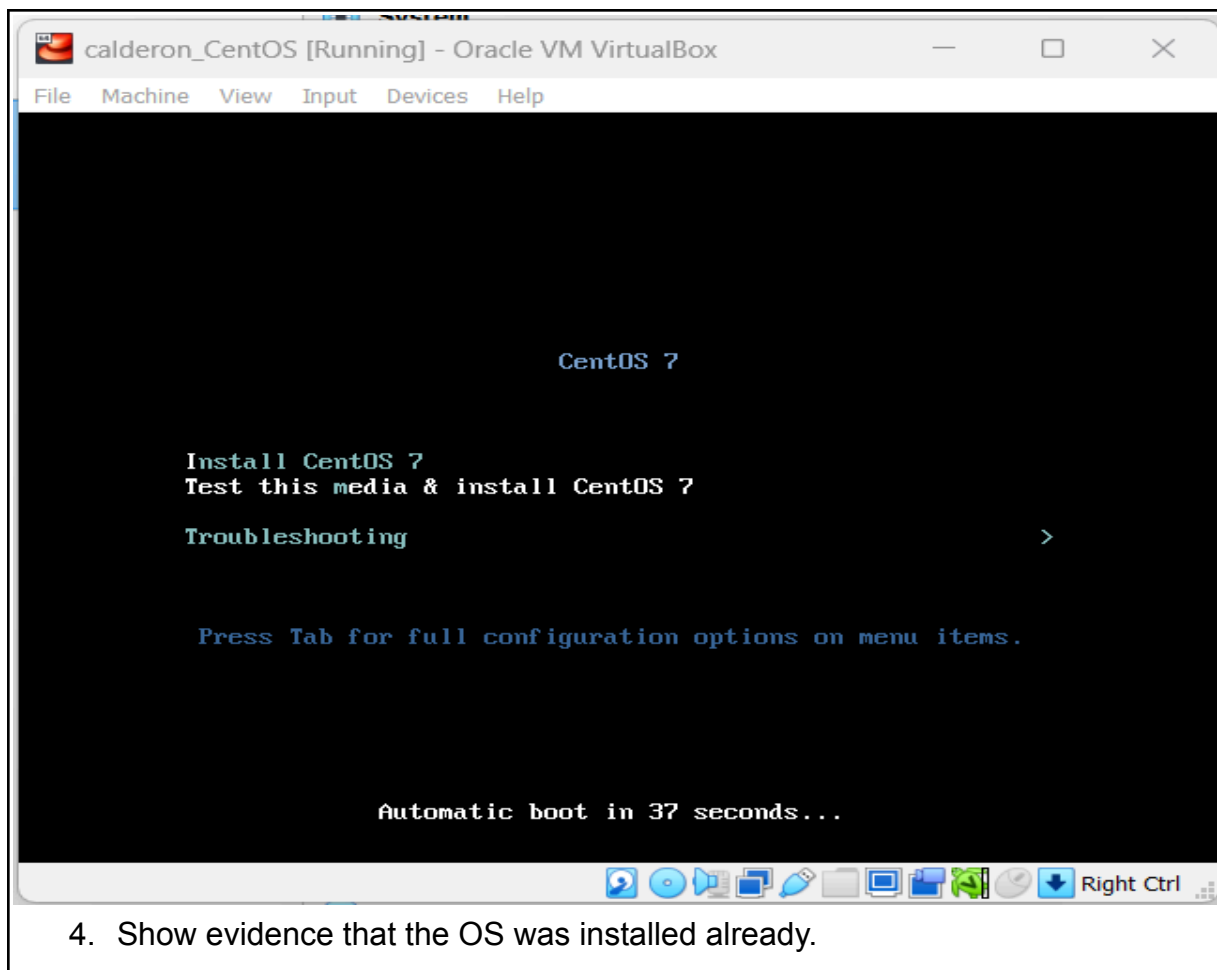 System
calderon_CentOS [Running] - Oracle VM VirtualBox
File Machine View Input Devices Help
CentOS 7
Install CentOS 7
Test this media & install CentOS 7
Troubleshooting >
Press Tab for full configuration options on menu items.
Automatic boot in 37 seconds...
Right Ctrl
4. Show evidence that the OS was installed already.